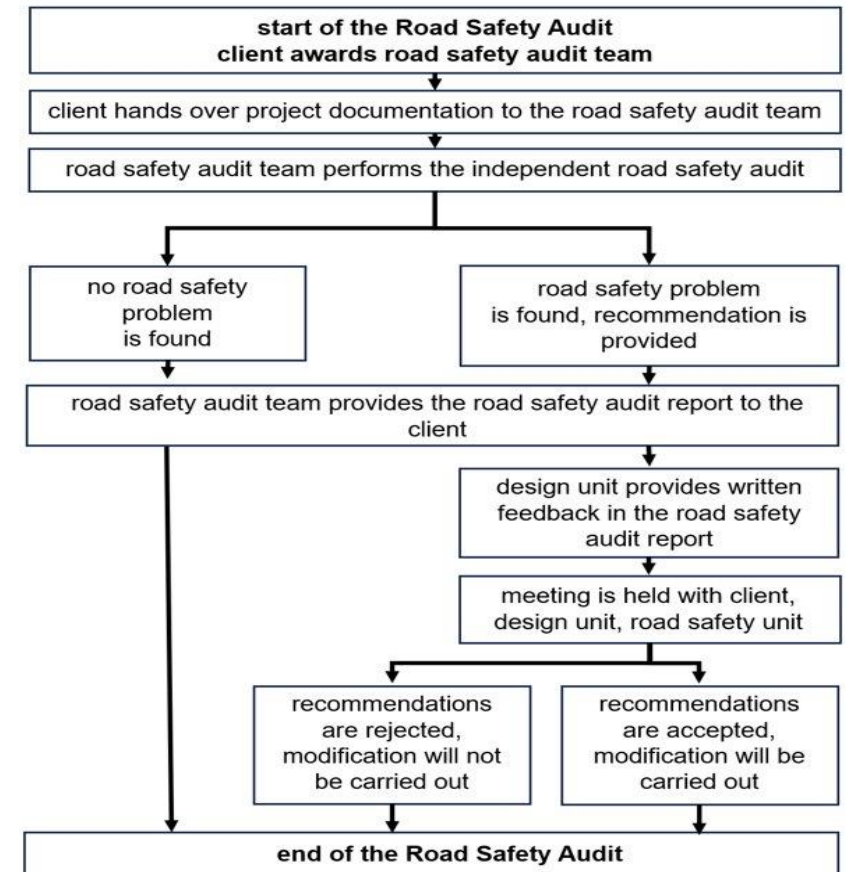 start of the Road Safety Audit
client awards road safety audit team
client hands over project documentation to the road safety audit team
road safety audit team performs the independent road safety audit
no road safety
problem
is found
road safety problem
is found, recommendation is
provided
road safety audit team provides the road safety audit report to the
client
design unit provides written
feedback in the road safety
audit report
meeting is held with client,
design unit, road safety unit
recommendations
are rejected,
modification will not
be carried out
recommendations
are accepted,
modification will be
carried out
end of the Road Safety Audit